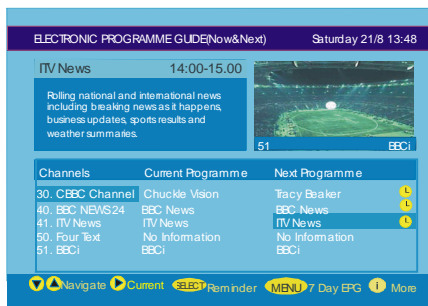 ELECTRONIC PROGRAMME GUIDE(Now&Next) Saturday 21/8 13:48
ITV News 14:00-15.00
Rolling national and international news
including breaking news as it happens,
business updates, sports results and
weather summaries.
51 BBCi
Channels Current Programme Next Programme
30. CBBC Channel Chuckle Vision Tracy Beaker
40. BBC NEWS24 BBC News BBC News
41. ITV News ITV News ITV News
50. Four Text No Information No Information
51. BBCi BBCi BBCi
Navigate Current SELECT Reminder MENU 7 Day EPG i More